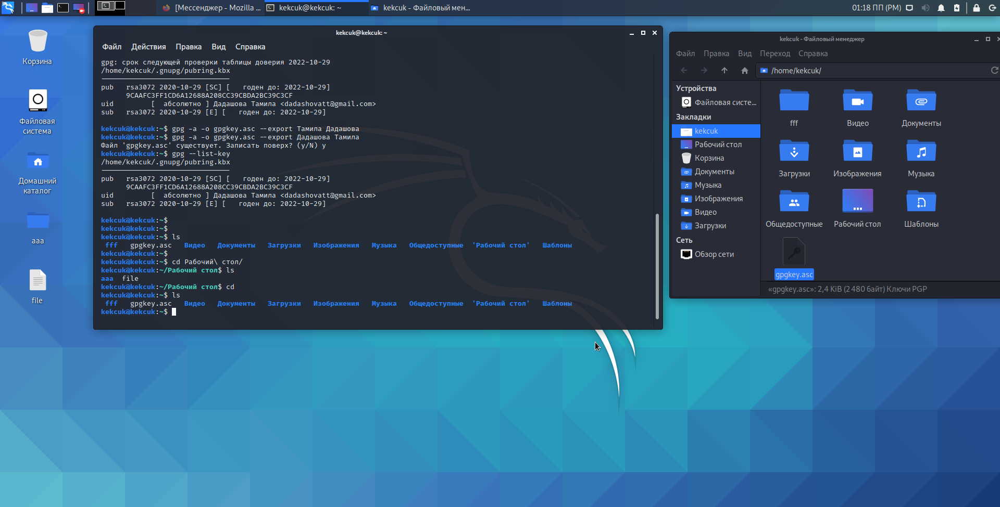 [Мессенджер - Mozilla ...
kekcuk@kekcuk: ~
kekcuk - Файловый мен...
01:18 ПП (PM)
Корзина
Файловая
система
Домашний
каталог
aaa
file
kekcuk@kekcuk: ~
Файл Действия Правка Вид Справка
gpg: срок следующей проверки таблицы доверия 2022-10-29
/home/kekcuk/.gnupg/pubring.kbx
pub rsa3072 2020-10-29 [SC] [ годен до: 2022-10-29]
9CAAFC3FF1CD6A12688A208CC39CBDA2BC39C3CF
uid [ абсолютно ] Дадашова Тамила <dadashovatt@gmail.com>
sub rsa3072 2020-10-29 [E] [ годен до: 2022-10-29]
kekcuk@kekcuk:~$ gpg -a -o gpgkey.asc --export Тамила Дадашова
kekcuk@kekcuk:~$ gpg -a -o gpgkey.asc --export Дадашова Тамила
Файл 'gpgkey.asc' существует. Записать поверх? (y/N) y
kekcuk@kekcuk:~$ gpg --list-key
/home/kekcuk/.gnupg/pubring.kbx
pub rsa3072 2020-10-29 [SC] [ годен до: 2022-10-29]
9CAAFC3FF1CD6A12688A208CC39CBDA2BC39C3CF
uid [ абсолютно ] Дадашова Тамила <dadashovatt@gmail.com>
sub rsa3072 2020-10-29 [E] [ годен до: 2022-10-29]
kekcuk@kekcuk:~$
kekcuk@kekcuk:~$
kekcuk@kekcuk:~$ ls
fff gpgkey.asc Видео Документы Загрузки Изображения Музыка Общедоступные 'Рабочий стол' Шаблоны
kekcuk@kekcuk:~$
kekcuk@kekcuk:~$ cd Рабочий\ стол/
kekcuk@kekcuk:~/Рабочий стол$ ls
aaa file
kekcuk@kekcuk:~/Рабочий стол$ cd
kekcuk@kekcuk:~$ ls
fff gpgkey.asc Видео Документы Загрузки Изображения Музыка Общедоступные 'Рабочий стол' Шаблоны
kekcuk@kekcuk:~$
kekcuk - Файловый менеджер
Файл Правка Вид Переход Справка
/home/kekcuk/
Устройства
Файловая систе...
Закладки
kekcuk
Рабочий стол
Корзина
Документы
Музыка
Изображения
Видео
Загрузки
Сеть
Обзор сети
fff Видео Документы
Загрузки Изображения Музыка
Общедоступные Рабочий стол Шаблоны
gpgkey.asc
«gpgkey.asc»: 2,4 KiB (2 480 байт) Ключи PGP